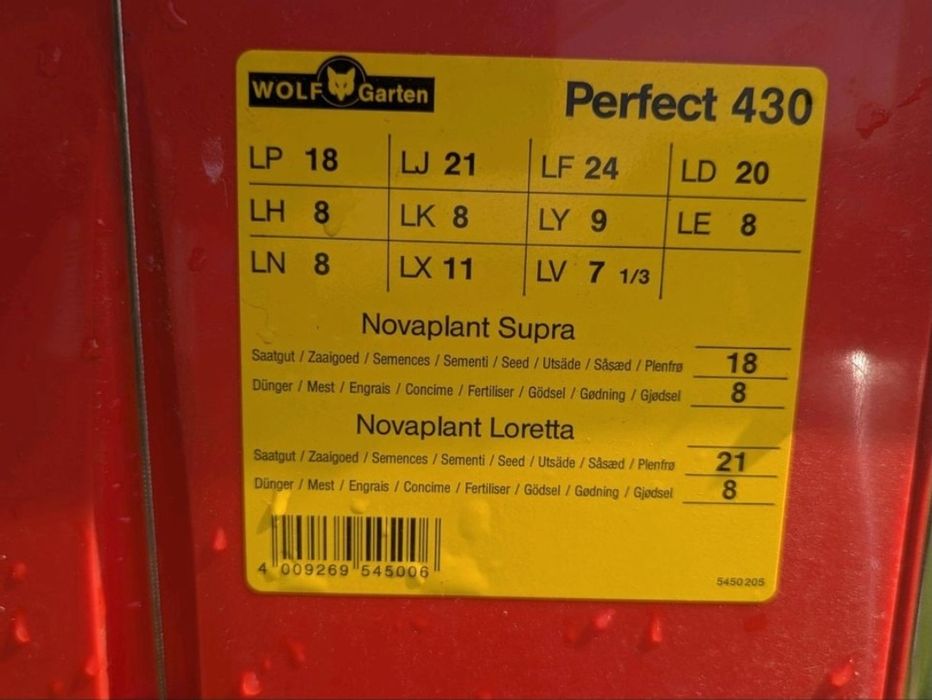 WOLF Garten
Perfect 430
LP 18 LJ 21 LF 24 LD 20
LH 8 LK 8 LY 9 LE 8
LN 8 LX 11 LV 7 1/3
Novaplant Supra
Saatgut / Zaaigoed / Semences / Sementi / Seed / Utsäde / Såsæd / Plenfrø 18
Dünger / Mest / Engrais / Concime / Fertiliser / Gödsel / Gødning / Gjødsel 8
Novaplant Loretta
Saatgut / Zaaigoed / Semences / Sementi / Seed / Utsäde / Såsæd / Plenfrø 21
Dünger / Mest / Engrais / Concime / Fertiliser / Gödsel / Gødning / Gjødsel 8
4 009269 545006
5450205